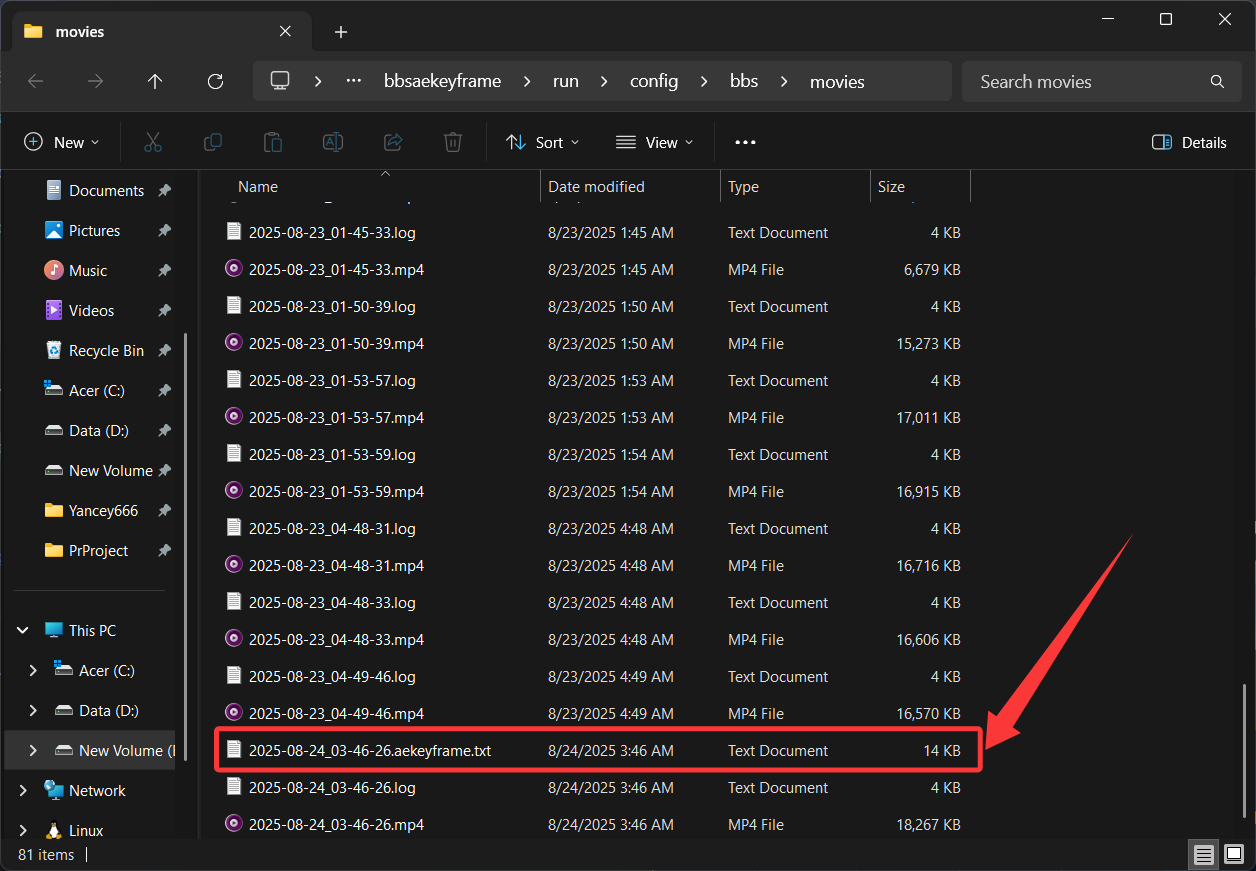 movies
bbsaekeyframe > run > config > bbs > movies
Search movies
New
Sort
View
Details
Documents
Pictures
Music
Videos
Recycle Bin
Acer (C:)
Data (D:)
New Volume
Yancey666
PrProject
This PC
Acer (C:)
Data (D:)
New Volume (
Network
Linux
Name Date modified Type Size
2025-08-23_01-45-33.log 8/23/2025 1:45 AM Text Document 4 KB
2025-08-23_01-45-33.mp4 8/23/2025 1:45 AM MP4 File 6,679 KB
2025-08-23_01-50-39.log 8/23/2025 1:50 AM Text Document 4 KB
2025-08-23_01-50-39.mp4 8/23/2025 1:50 AM MP4 File 15,273 KB
2025-08-23_01-53-57.log 8/23/2025 1:53 AM Text Document 4 KB
2025-08-23_01-53-57.mp4 8/23/2025 1:53 AM MP4 File 17,011 KB
2025-08-23_01-53-59.log 8/23/2025 1:54 AM Text Document 4 KB
2025-08-23_01-53-59.mp4 8/23/2025 1:54 AM MP4 File 16,915 KB
2025-08-23_04-48-31.log 8/23/2025 4:48 AM Text Document 4 KB
2025-08-23_04-48-31.mp4 8/23/2025 4:48 AM MP4 File 16,716 KB
2025-08-23_04-48-33.log 8/23/2025 4:48 AM Text Document 4 KB
2025-08-23_04-48-33.mp4 8/23/2025 4:48 AM MP4 File 16,606 KB
2025-08-23_04-49-46.log 8/23/2025 4:49 AM Text Document 4 KB
2025-08-23_04-49-46.mp4 8/23/2025 4:49 AM MP4 File 16,570 KB
2025-08-24_03-46-26.aekeyframe.txt 8/24/2025 3:46 AM Text Document 14 KB
2025-08-24_03-46-26.log 8/24/2025 3:46 AM Text Document 4 KB
2025-08-24_03-46-26.mp4 8/24/2025 3:46 AM MP4 File 18,267 KB
81 items